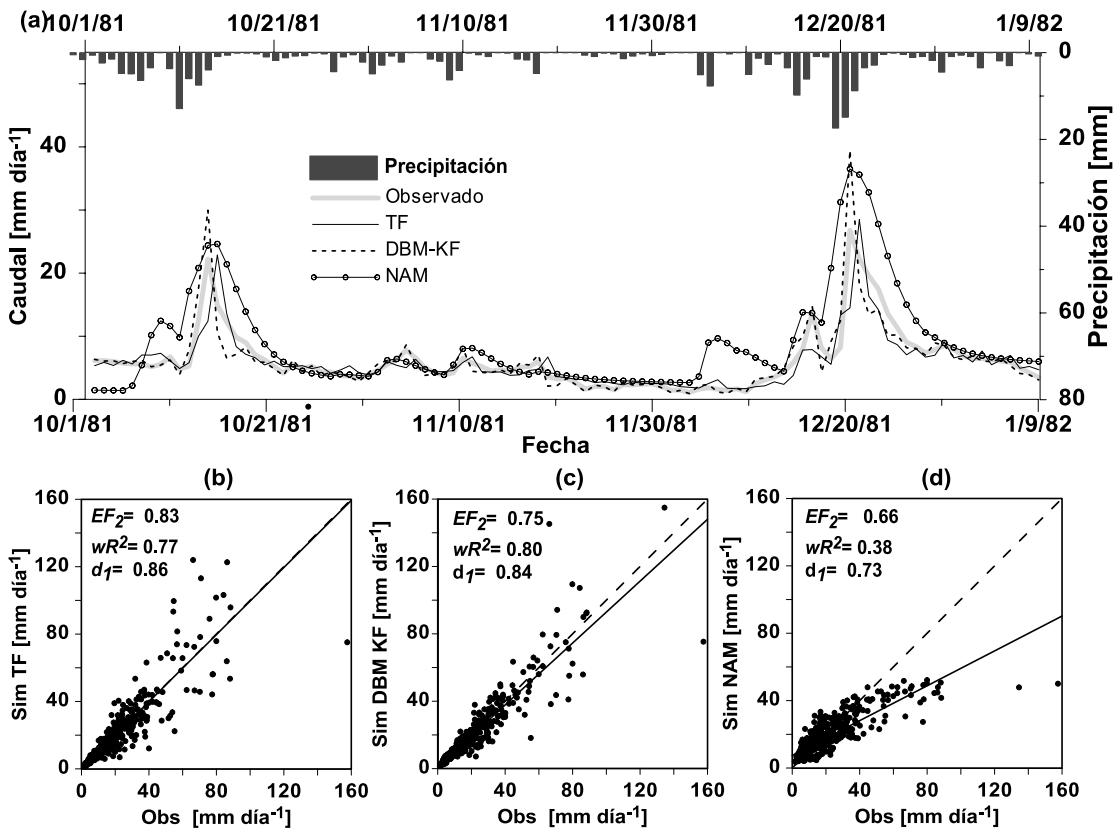 (a)
10/1/81 10/21/81 11/10/81 11/30/81 12/20/81 1/9/82
Caudal [mm día-1]
40
20
0
Precipitación
Observado
TF
DBM-KF
NAM
0
20
40
60
80
Precipitación [mm]
10/1/81 10/21/81 11/10/81 11/30/81 12/20/81 1/9/82
Fecha
(b)
EF2= 0.83
wR2= 0.77
d1= 0.86
Sim TF [mm día-1]
160
120
80
40
0
0 40 80 120 160
Obs [mm día-1]
(c)
EF2= 0.75
wR2= 0.80
d1= 0.84
Sim DBM KF [mm día-1]
160
120
80
40
0
0 40 80 120 160
Obs [mm día-1]
(d)
EF2= 0.66
wR2= 0.38
d1= 0.73
Sim NAM [mm día-1]
160
120
80
40
0
0 40 80 120 160
Obs [mm día-1]